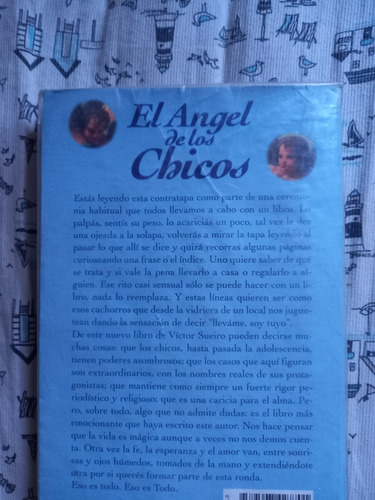 El Angel
de los
Chicos
Estás leyendo esta contratapa como parte de una ceremo-
nia habitual que todos llevamos a cabo con un libro. Lo
palpás, sentís su peso, lo acariciás un poco, tal vez le des
una ojeada a la solapa, volverás a mirar la tapa leyendo al
pasar lo que allí se dice y quizá recorras algunas páginas
curioseando una frase o el índice. Uno quiere saber de qué
se trata y si vale la pena llevarlo a casa o regalarlo a al-
guien. Ese rito casi sensual sólo se puede hacer con un li-
bro, nada lo reemplaza. Y estas líneas quieren ser como
esos cachorros que desde la vidriera de un local nos jugue-
tean dando la sensación de decir "lleváme, soy tuyo".
De este nuevo libro de Víctor Sueiro pueden decirse mu-
chas cosas: que los chicos, hasta pasada la adolescencia,
tienen poderes asombrosos; que los casos que aquí figuran
son extraordinarios, con los nombres reales de sus prota-
gonistas; que mantiene como siempre un fuerte rigor pe-
riodístico y religioso; que es una caricia para el alma. Pe-
ro, sobre todo, algo que no admite dudas: es el libro más
emocionante que haya escrito este autor. Nos hace pensar
que la vida es mágica aunque a veces no nos demos cuen-
ta. Otra vez la fe, la esperanza y el amor van, entre sonri-
sas y ojos húmedos, tomados de la mano y extendiéndote
otra por si querés formar parte de esta ronda.
Eso es todo. Eso es Todo.